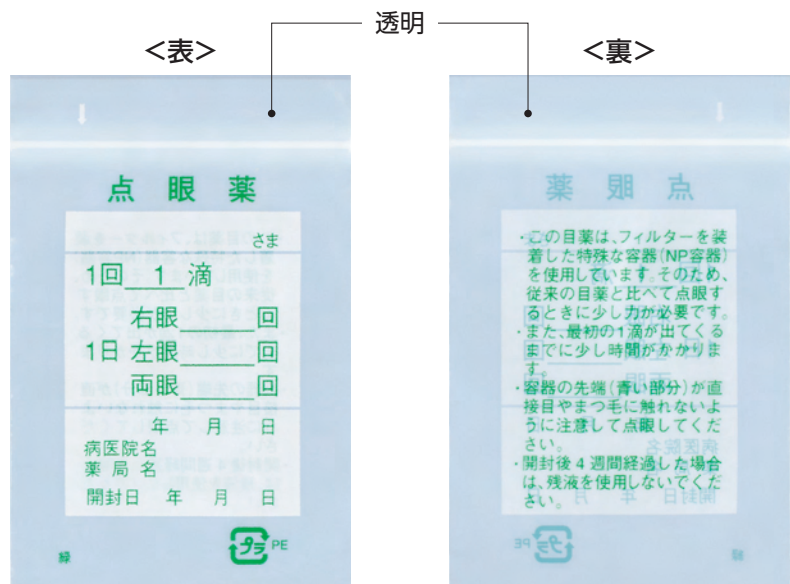 透明
<表>
点眼薬
さま
1回 1 滴
右眼 回
1日 左眼 回
両眼 回
年 月 日
病医院名
薬局名
開封日 年 月 日
プラ PE
緑
<裏>
点眼薬
・この目薬は、フィルターを装
着した特殊な容器(NP容器)
を使用しています。そのため、
従来の目薬と比べて点眼す
るときに少し力が必要です。
・また、最初の1滴が出てくる
までに少し時間がかかりま
す。
・容器の先端(青い部分)が直
接目やまつ毛に触れないよ
うに注意して点眼してくだ
さい。
・開封後4週間経過した場合
は、残液を使用しないでくだ
さい。
プラ PE
緑